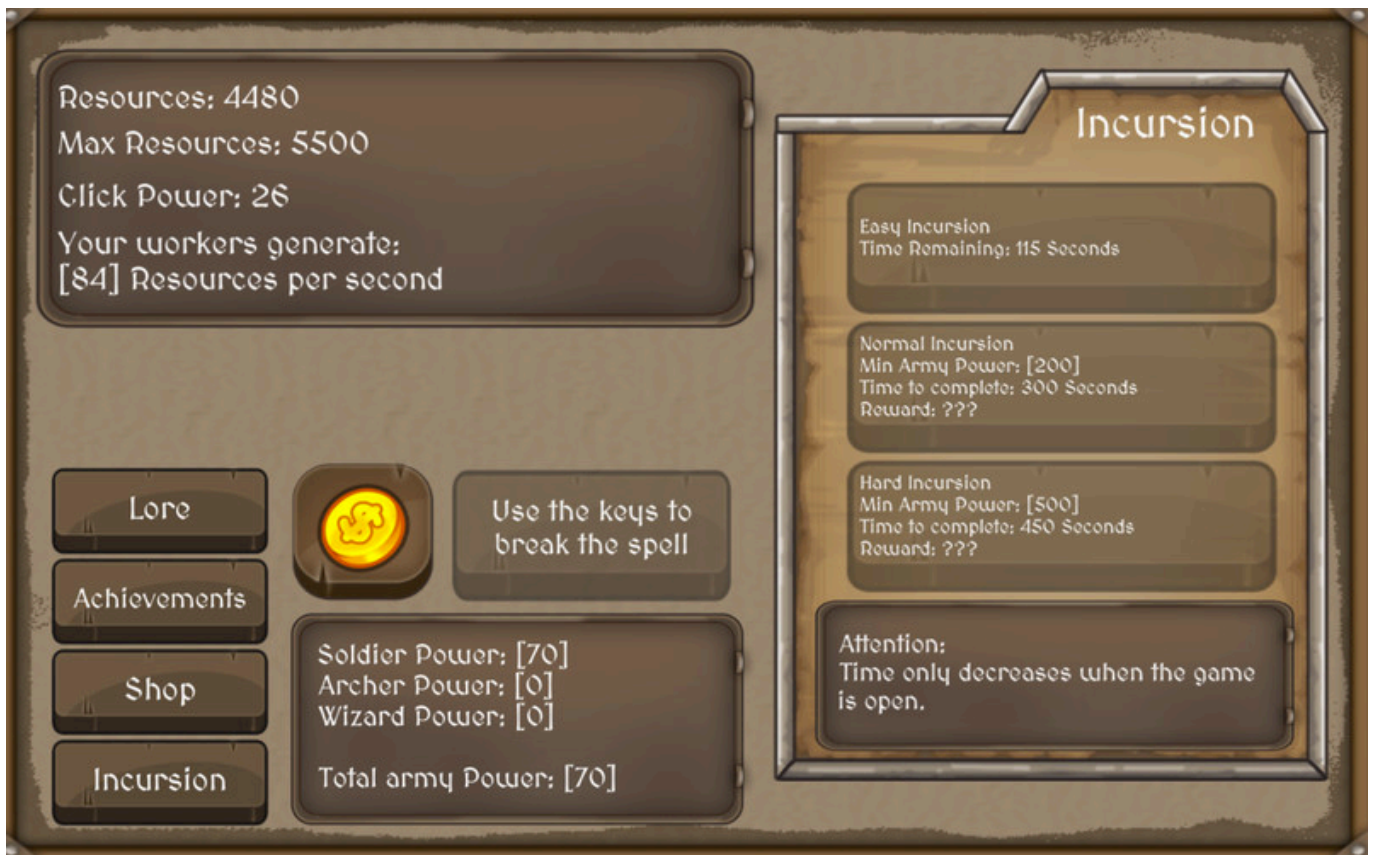 Resources: 4480
Max Resources: 5500
Click Power: 26
Your workers generate:
[84] Resources per second
Incursion
Easy Incursion
Time Remaining: 115 Seconds
Normal Incursion
Min Army Power: [200]
Time to complete: 300 Seconds
Reward: ???
Hard Incursion
Min Army Power: [500]
Time to complete: 450 Seconds
Reward: ???
Attention:
Time only decreases when the game
is open.
Lore
Achievements
Shop
Incursion
Use the keys to
break the spell
Soldier Power: [70]
Archer Power: [0]
Wizard Power: [0]
Total army Power: [70]